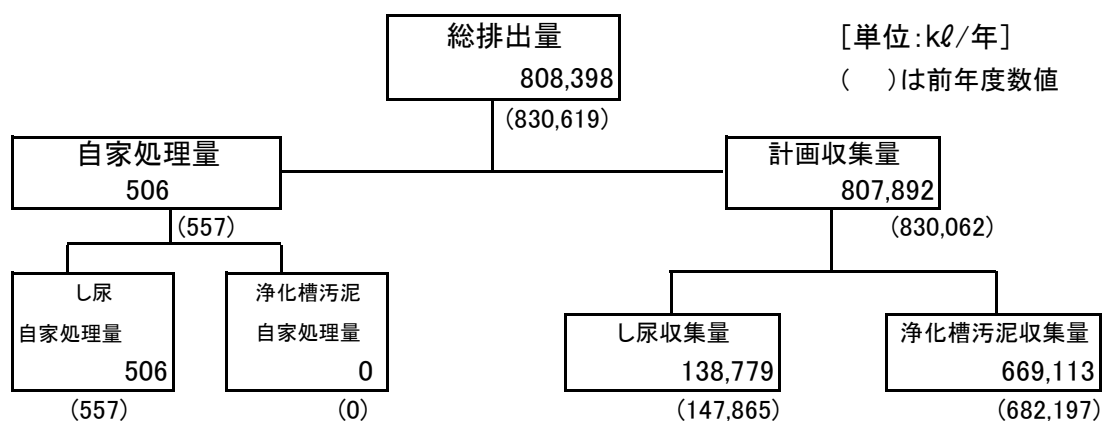 総排出量
808,398
(830,619)
[単位:kℓ/年]
(　)は前年度数値
自家処理量
506
(557)
計画収集量
807,892
(830,062)
し尿
自家処理量
506
(557)
浄化槽汚泥
自家処理量
0
(0)
し尿収集量
138,779
(147,865)
浄化槽汚泥収集量
669,113
(682,197)